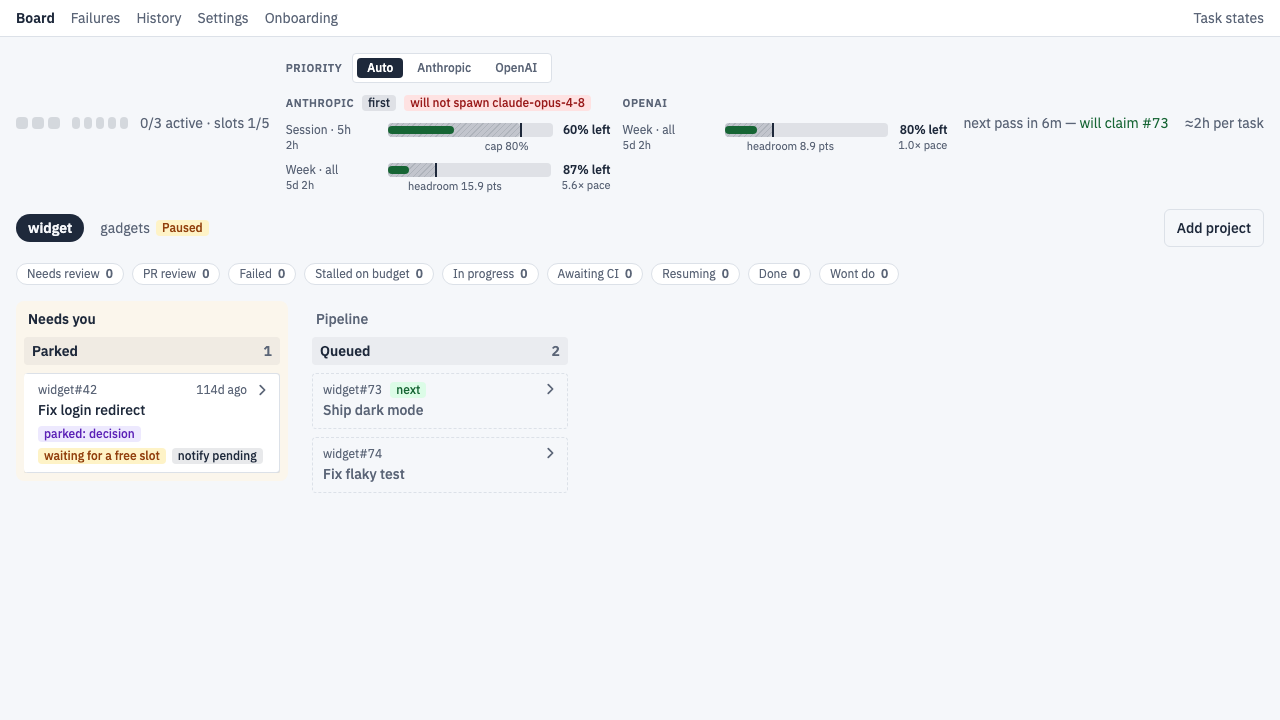 Board Failures History Settings Onboarding Task states
PRIORITY Auto Anthropic OpenAI
ANTHROPIC first will not spawn claude-opus-4-8 OPENAI
0/3 active · slots 1/5
Session · 5h 60% left
2h cap 80%
Week · all 87% left
5d 2h headroom 15.9 pts 5.6× pace
Week · all 80% left
5d 2h headroom 8.9 pts 1.0× pace
next pass in 6m — will claim #73 ≈2h per task
widget gadgets Paused Add project
Needs review 0 PR review 0 Failed 0 Stalled on budget 0 In progress 0 Awaiting CI 0 Resuming 0 Done 0 Wont do 0
Needs you
Parked 1
widget#42 114d ago
Fix login redirect
parked: decision
waiting for a free slot notify pending
Pipeline
Queued 2
widget#73 next
Ship dark mode
widget#74
Fix flaky test